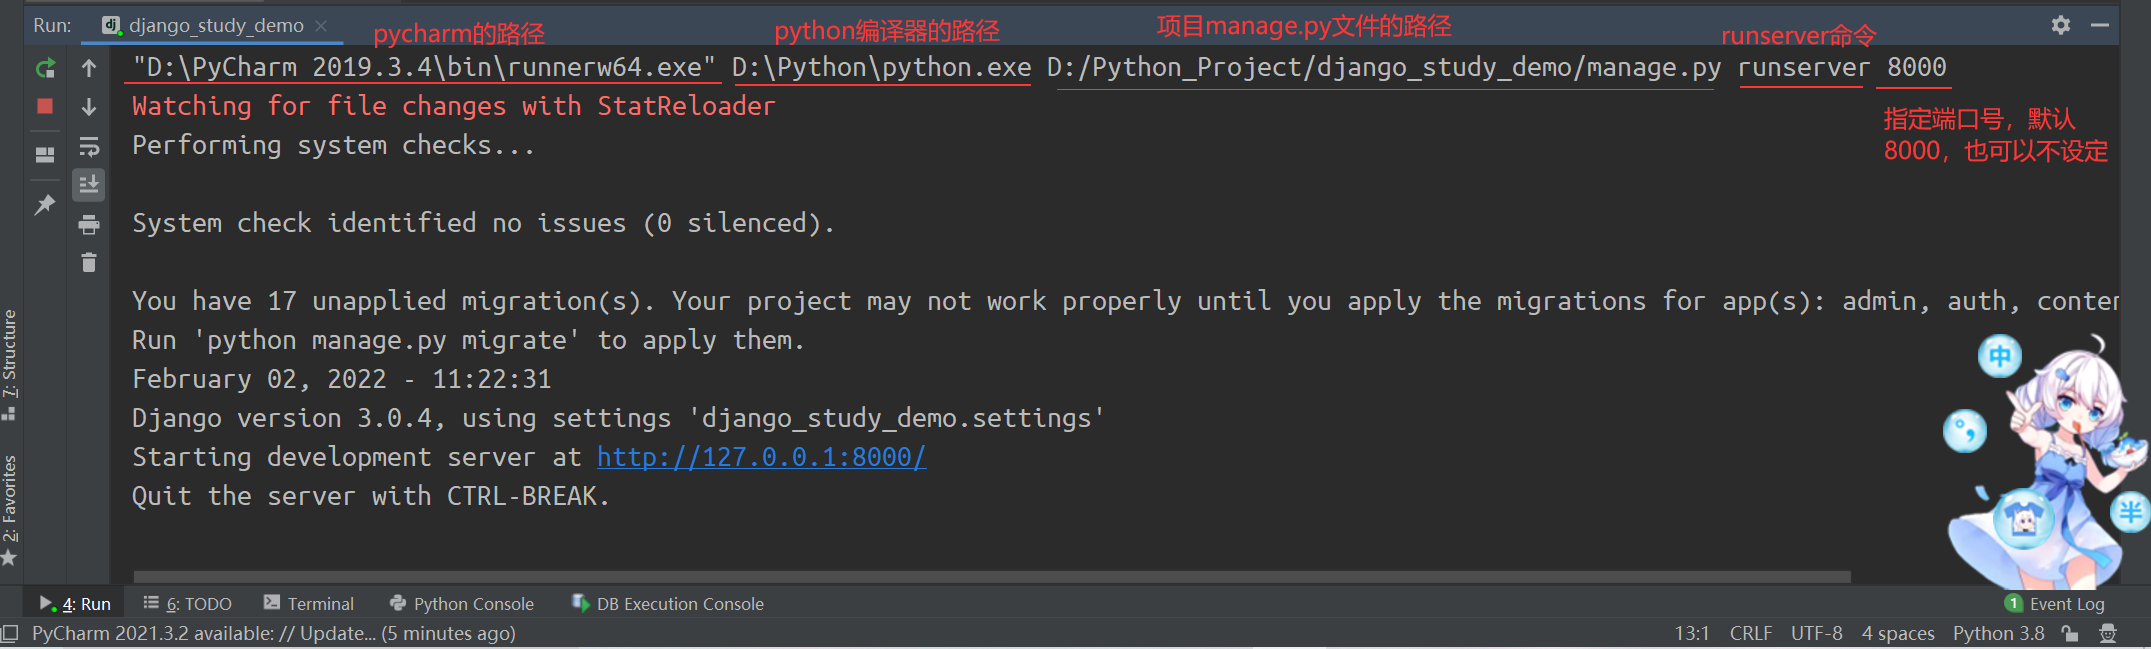 Run: django_study_demo
pycharm的路径
python编译器的路径
项目manage.py文件的路径
runserver命令
"D:\PyCharm 2019.3.4\bin\runnerw64.exe" D:\Python\python.exe D:/Python_Project/django_study_demo/manage.py runserver 8000
Watching for file changes with StatReloader
指定端口号，默认
8000，也可以不设定
Performing system checks...
System check identified no issues (0 silenced).
You have 17 unapplied migration(s). Your project may not work properly until you apply the migrations for app(s): admin, auth, conten
Run 'python manage.py migrate' to apply them.
February 02, 2022 - 11:22:31
Django version 3.0.4, using settings 'django_study_demo.settings'
Starting development server at http://127.0.0.1:8000/
Quit the server with CTRL-BREAK.
中
半
7: Structure
2: Favorites
4: Run 6: TODO Terminal Python Console DB Execution Console 1 Event Log
PyCharm 2021.3.2 available: // Update... (5 minutes ago) 13:1 CRLF UTF-8 4 spaces Python 3.8